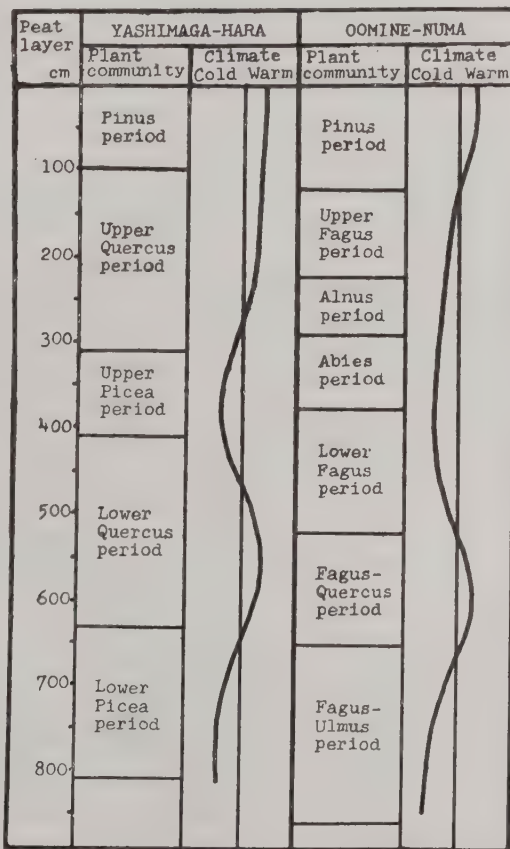 Peat layer cm
YASHIMAGA-HARA
OOMINE-NUMA
Plant community
Climate
Cold Warm
Plant community
Climate
Cold Warm
100
200
300
400
500
600
700
800
Pinus
period
Upper
Quercus
period
Upper
Picea
period
Lower
Quercus
period
Lower
Picea
period
Pinus
period
Upper
Fagus
period
Alnus
period
Abies
period
Lower
Fagus
period
Fagus-
Quercus
period
Fagus-
Ulmus
period